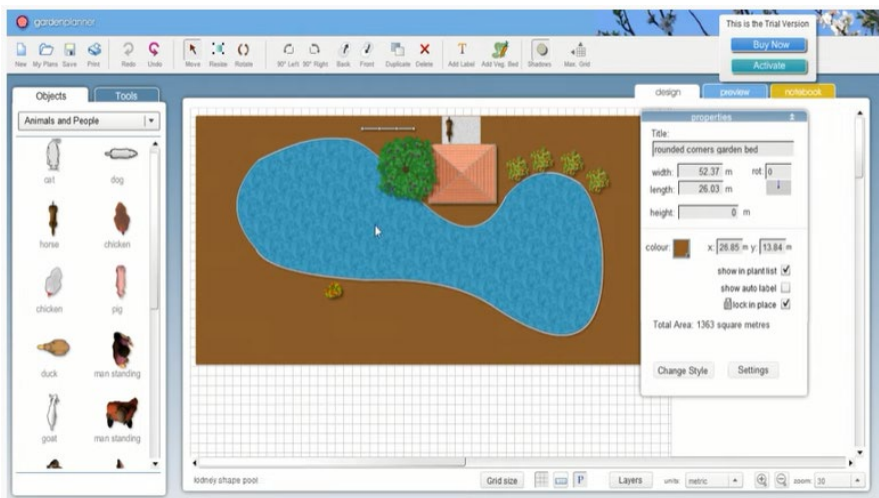 gardenplanner
This is the Trial Version
Buy Now
Activate
New My Plans Save Print Redo Undo Move Resize Rotate 90° Left 90° Right Back Front Duplicate Delete Add Label Add Veg. Bed Shadows Max. Grid
Objects Tools
design preview notebook
Animals and People
cat dog
horse chicken
chicken pig
duck man standing
goat man standing
properties
Title:
rounded corners garden bed
width: 52.37 m rot: 0
length: 26.03 m
height: 0 m
colour: x: 26.85 m y: 13.84 m
show in plant list
show auto label
lock in place
Total Area: 1363 square metres
Change Style Settings
kidney shape pool
Grid size P Layers units: metric zoom: 30